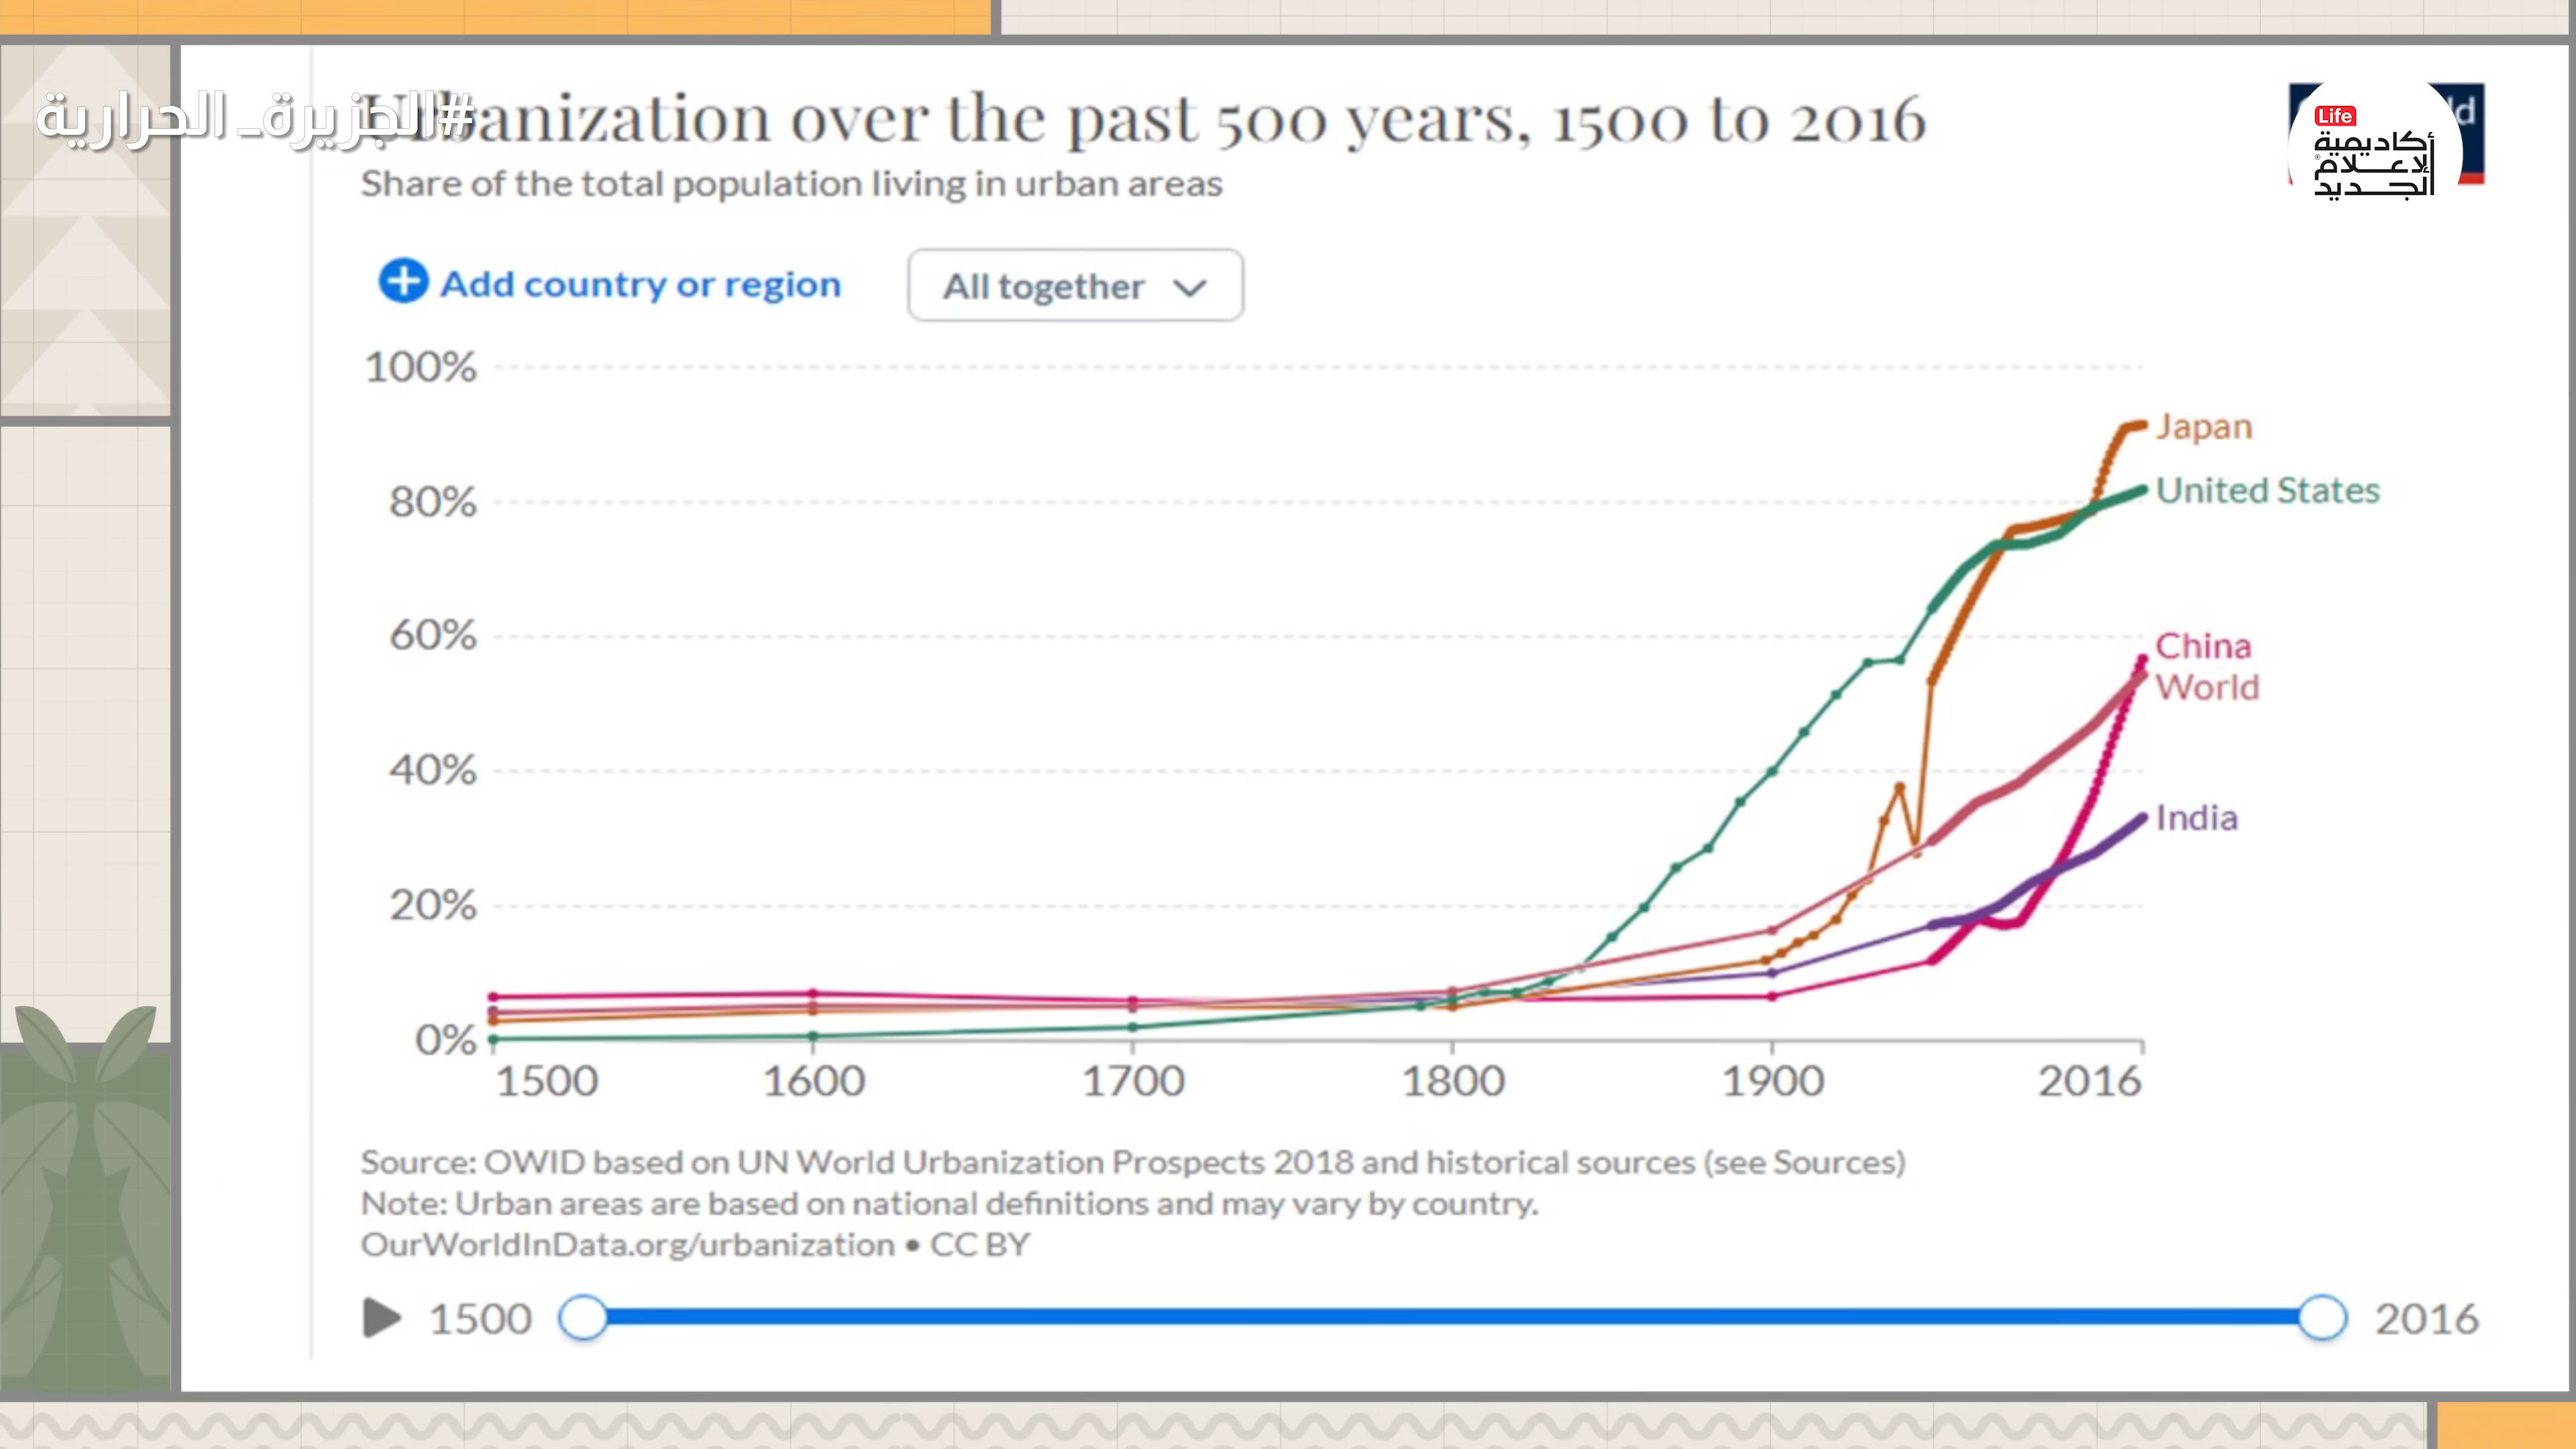 #الجزيرة_الحرارية
Urbanization over the past 500 years, 1500 to 2016
Share of the total population living in urban areas
Life
أكاديمية
الإعلام
الجديد
Add country or region
All together
100%
80%
60%
40%
20%
0%
Japan
United States
China
World
India
1500 1600 1700 1800 1900 2016
Source: OWID based on UN World Urbanization Prospects 2018 and historical sources (see Sources)
Note: Urban areas are based on national definitions and may vary by country.
OurWorldInData.org/urbanization • CC BY
1500 2016